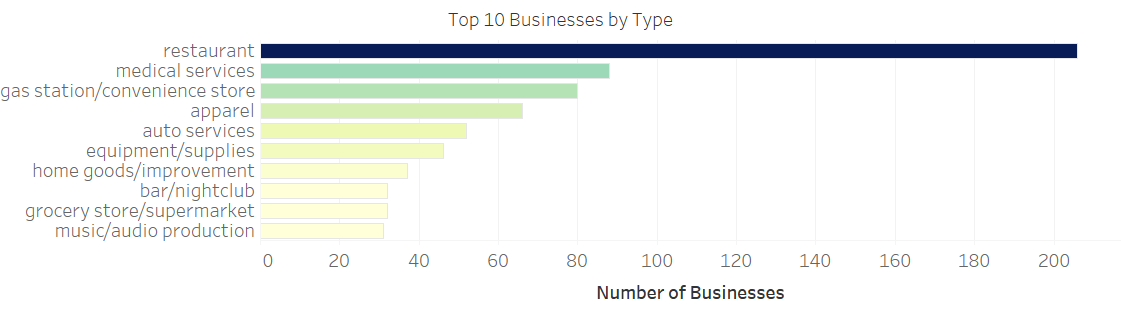 Top 10 Businesses by Type
restaurant
medical services
gas station/convenience store
apparel
auto services
equipment/supplies
home goods/improvement
bar/nightclub
grocery store/supermarket
music/audio production
0 20 40 60 80 100 120 140 160 180 200
Number of Businesses